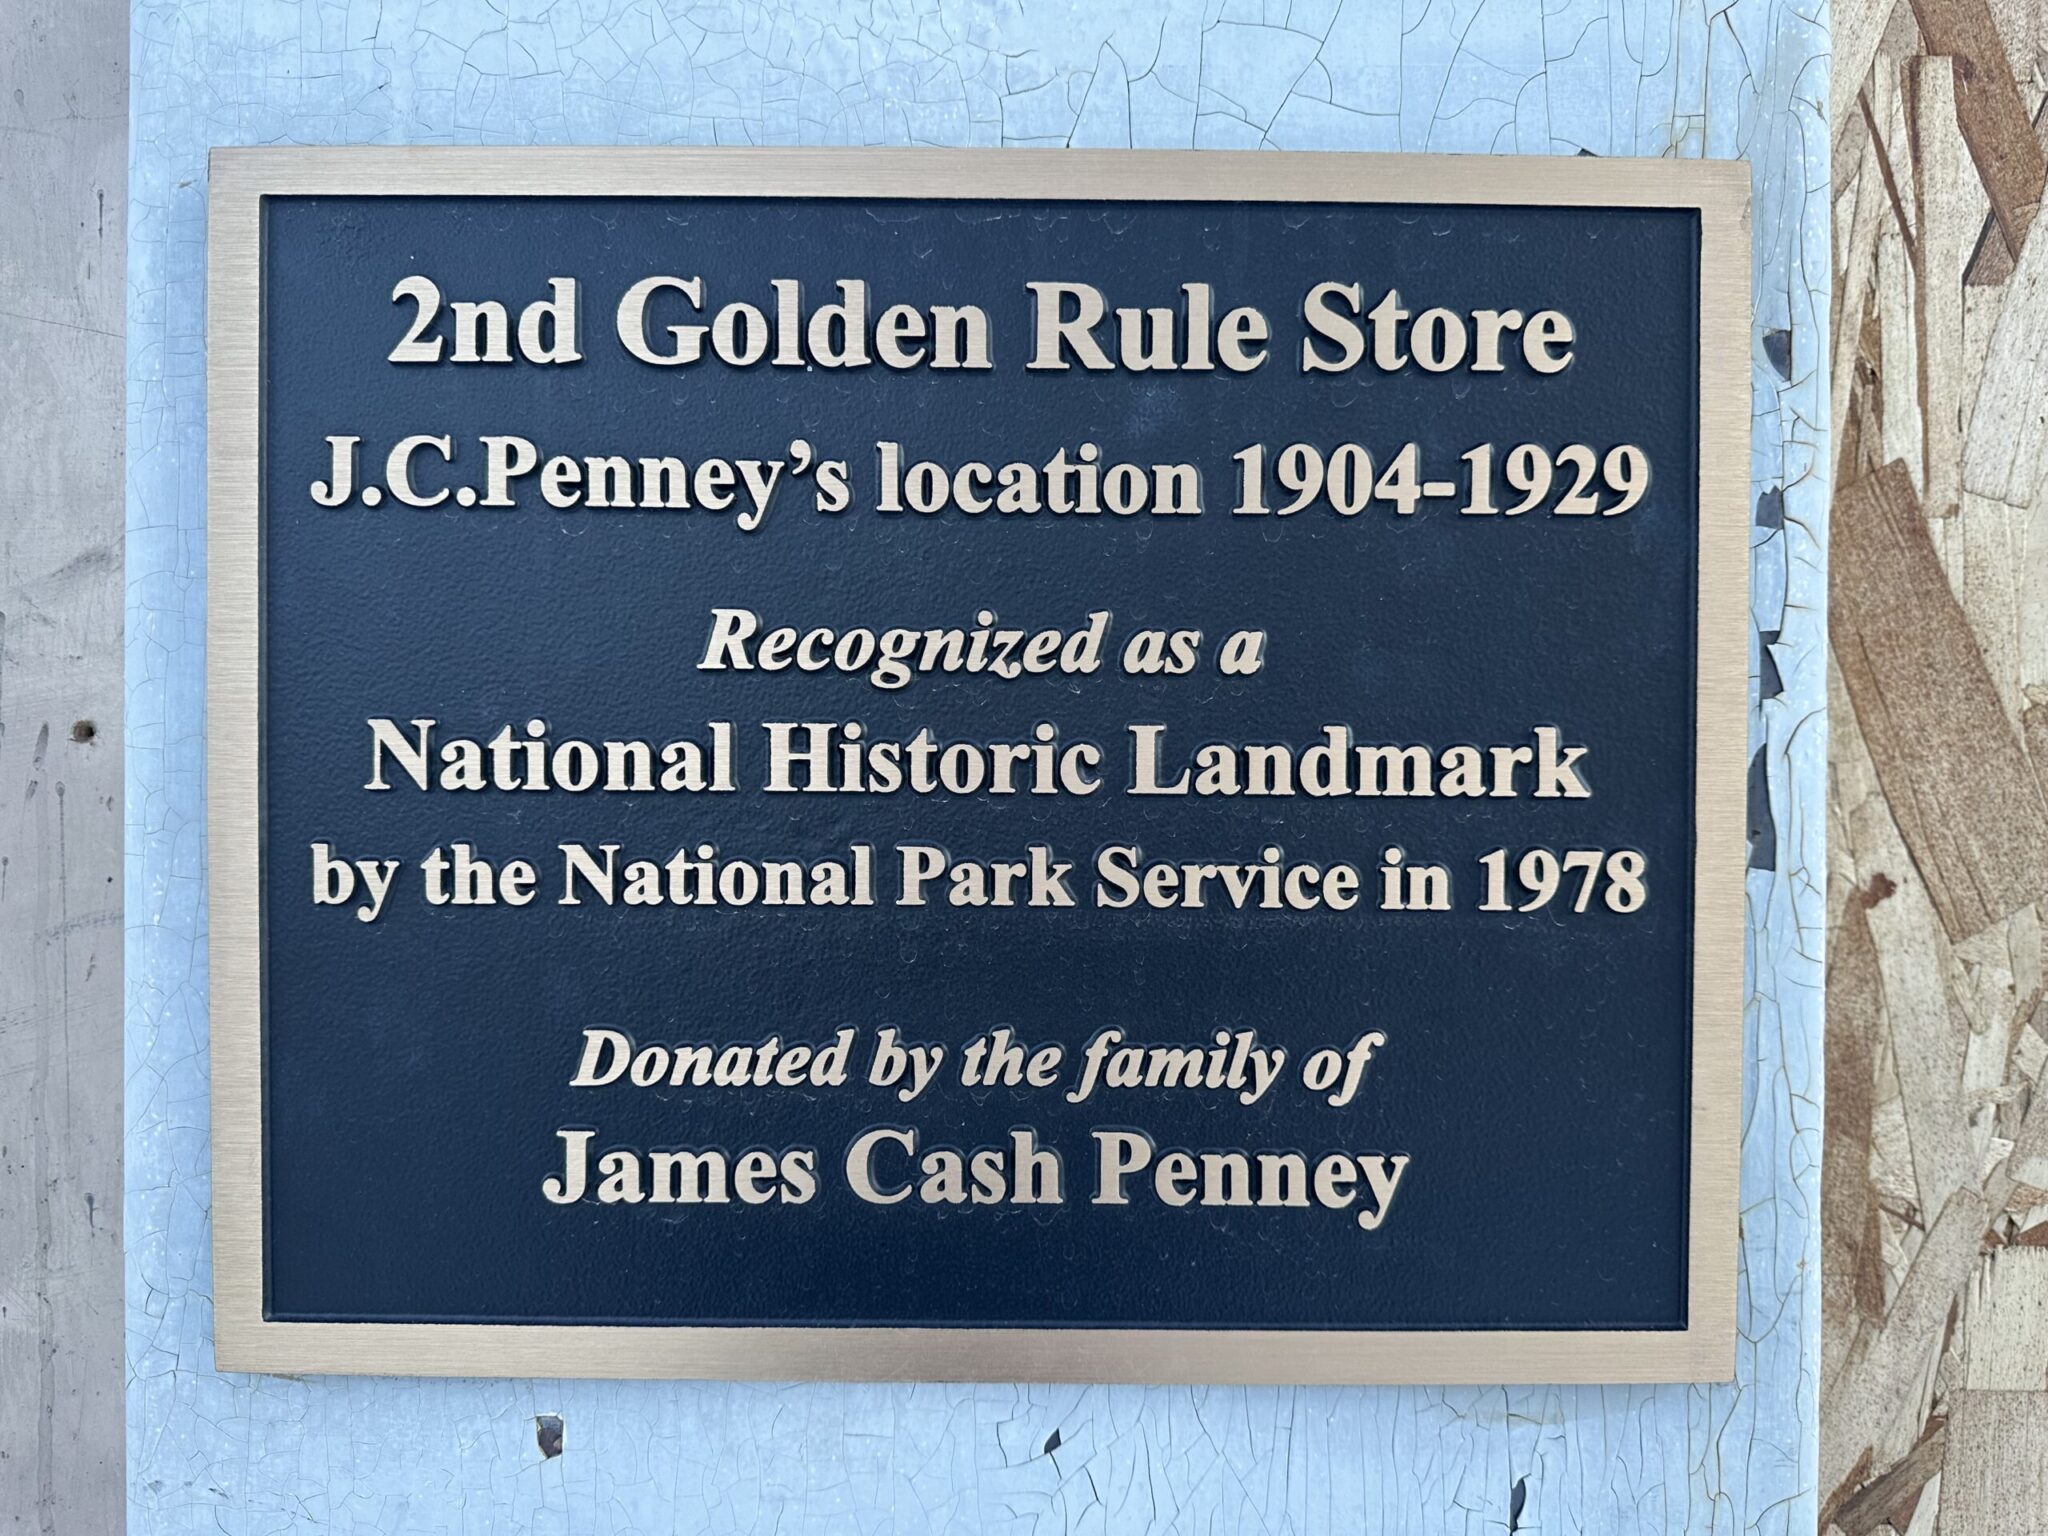 2nd Golden Rule Store
J.C.Penney’s location 1904-1929
Recognized as a
National Historic Landmark
by the National Park Service in 1978
Donated by the family of
James Cash Penney